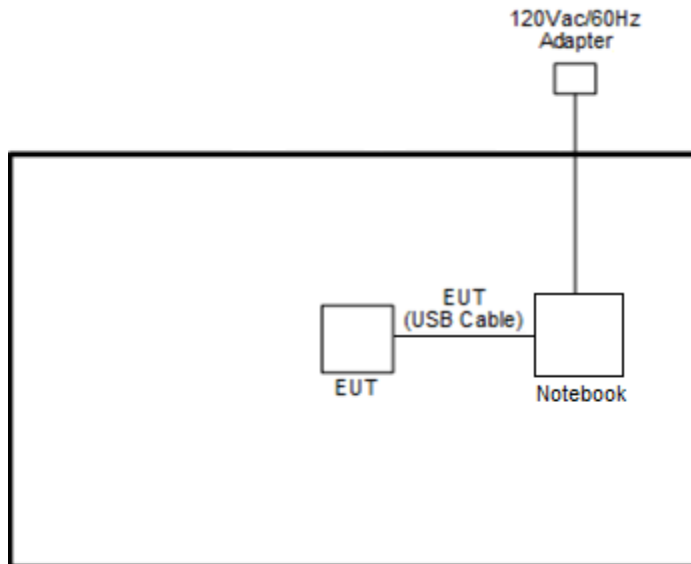 120Vac/60Hz
Adapter
EUT
(USB Cable)
EUT
Notebook